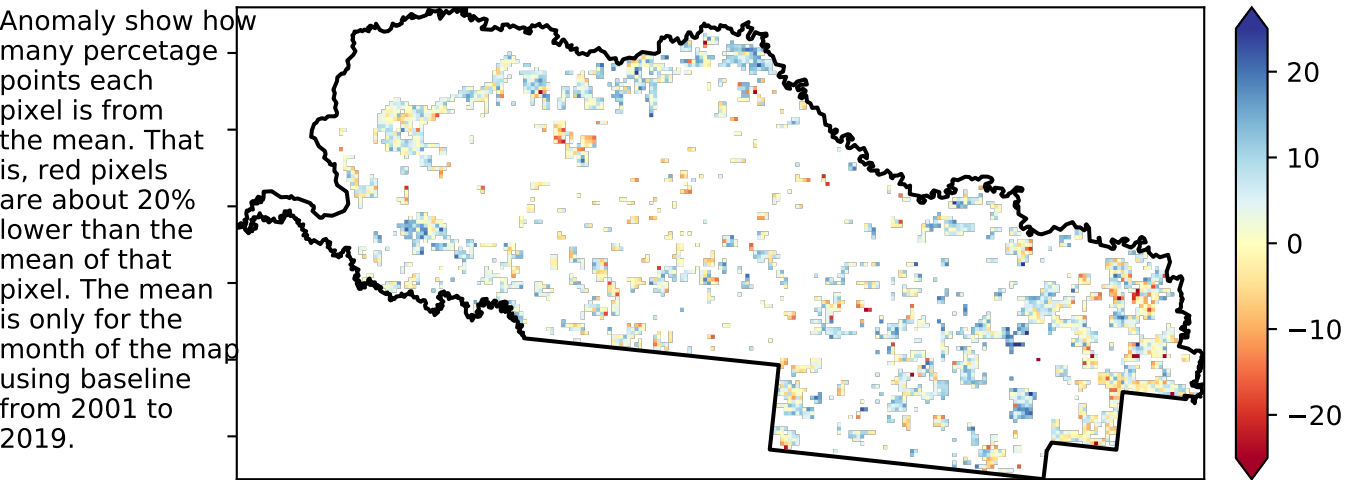 Anomaly show how
many percetage
points each
pixel is from
the mean. That
is, red pixels
are about 20%
lower than the
mean of that
pixel. The mean
is only for the
month of the map
using baseline
from 2001 to
2019.
20
10
0
−10
−20